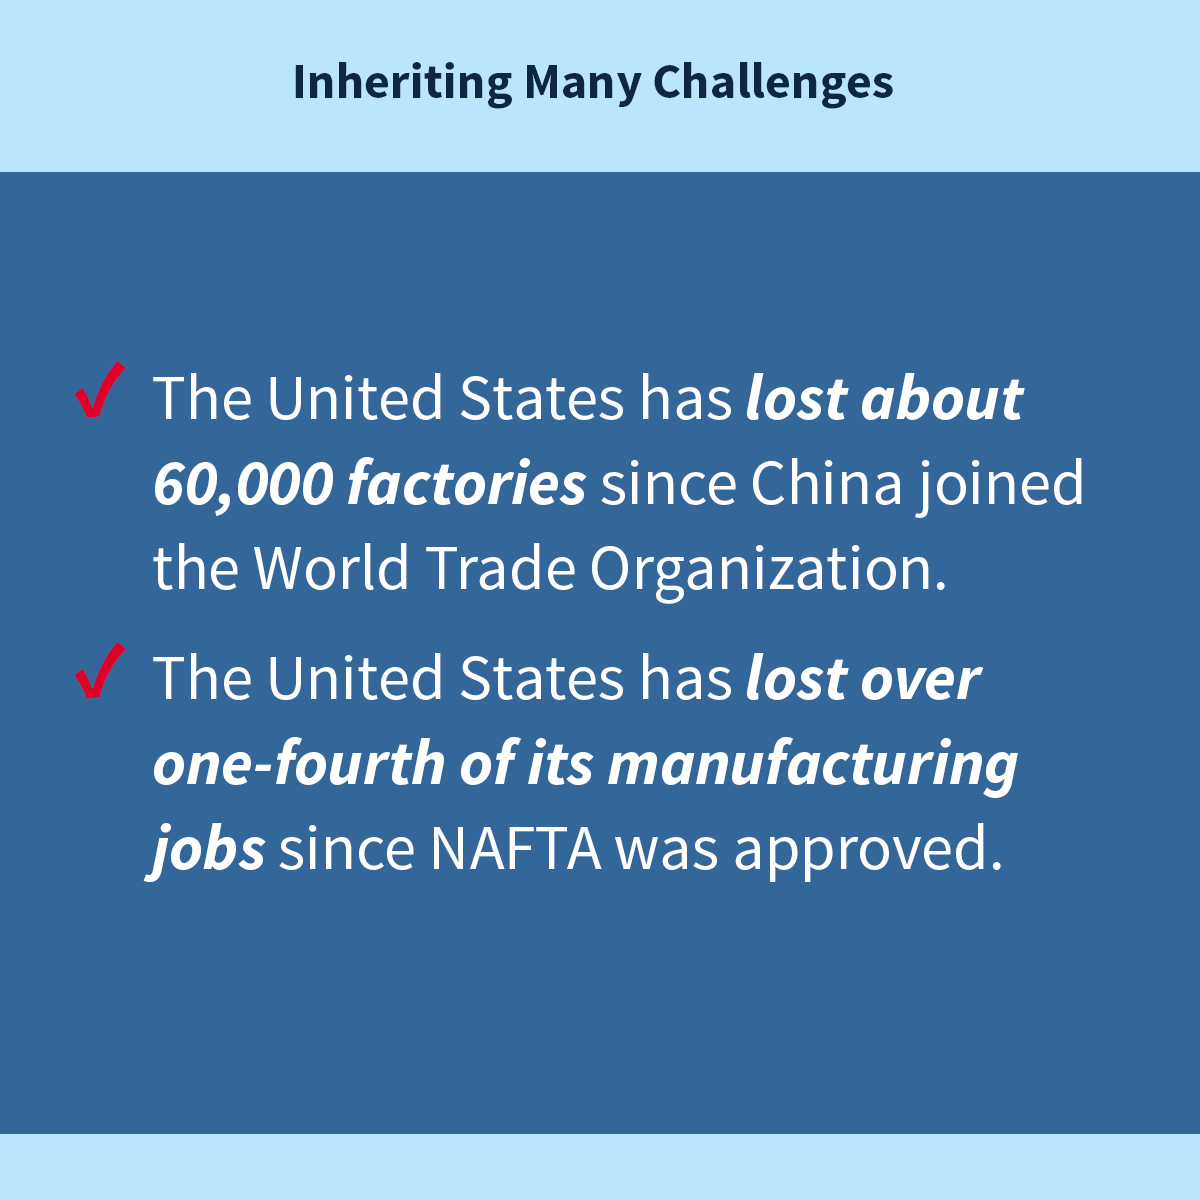 Inheriting Many Challenges
✓ The United States has lost about
60,000 factories since China joined
the World Trade Organization.
✓ The United States has lost over
one-fourth of its manufacturing
jobs since NAFTA was approved.